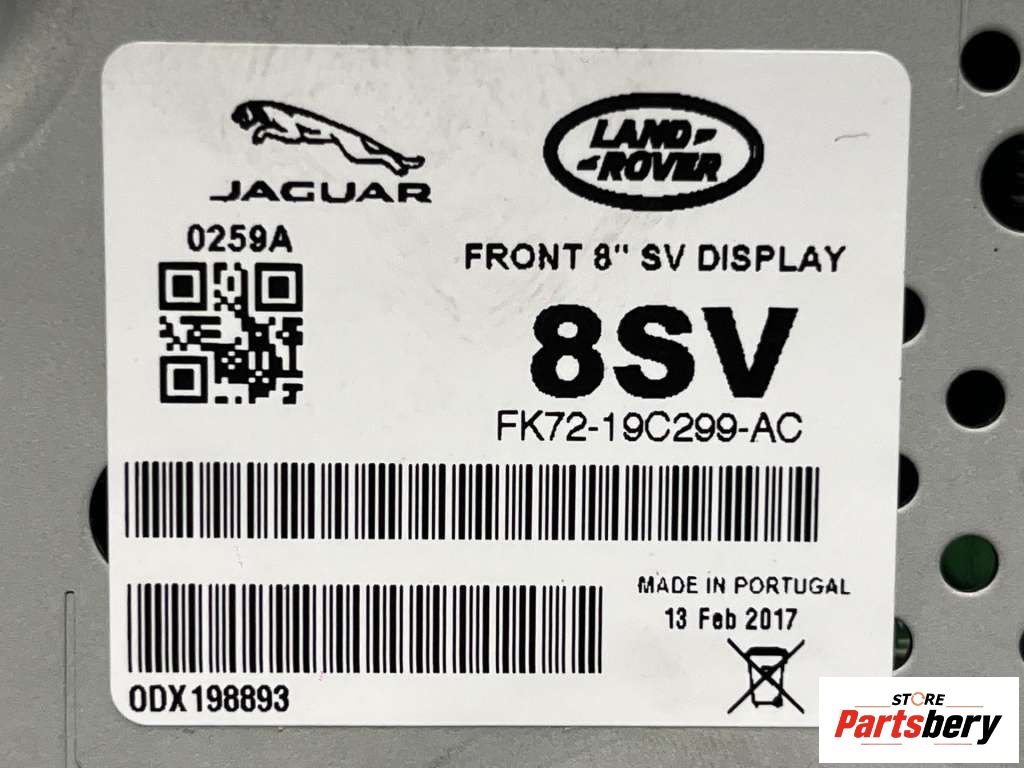 JAGUAR
LAND
ROVER
0259A
FRONT 8" SV DISPLAY
8SV
FK72-19C299-AC
MADE IN PORTUGAL
13 Feb 2017
0DX198893
STORE
Partsbery